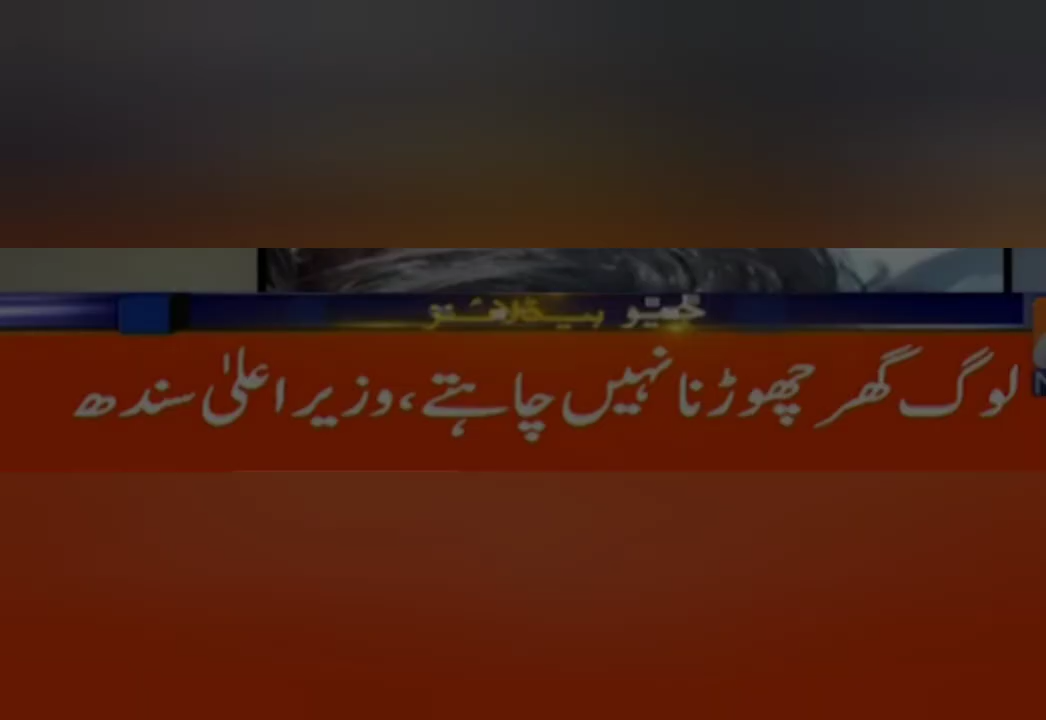 لوگ گھر چھوڑنا نہیں چاہتے، وزیر اعلیٰ سندھ